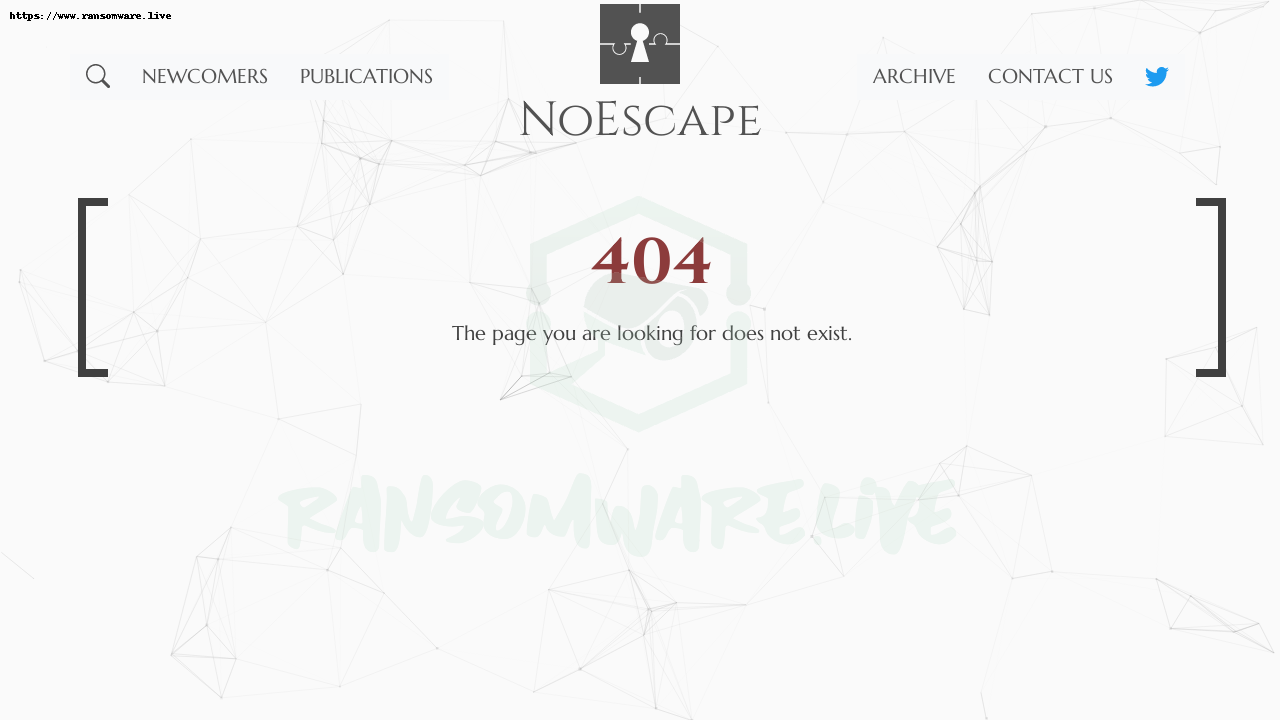 https://www.ransomware.live
NEWCOMERS
PUBLICATIONS
ARCHIVE
CONTACT US
NoEscape
404
The page you are looking for does not exist.
RANSOMWARE.LIVE